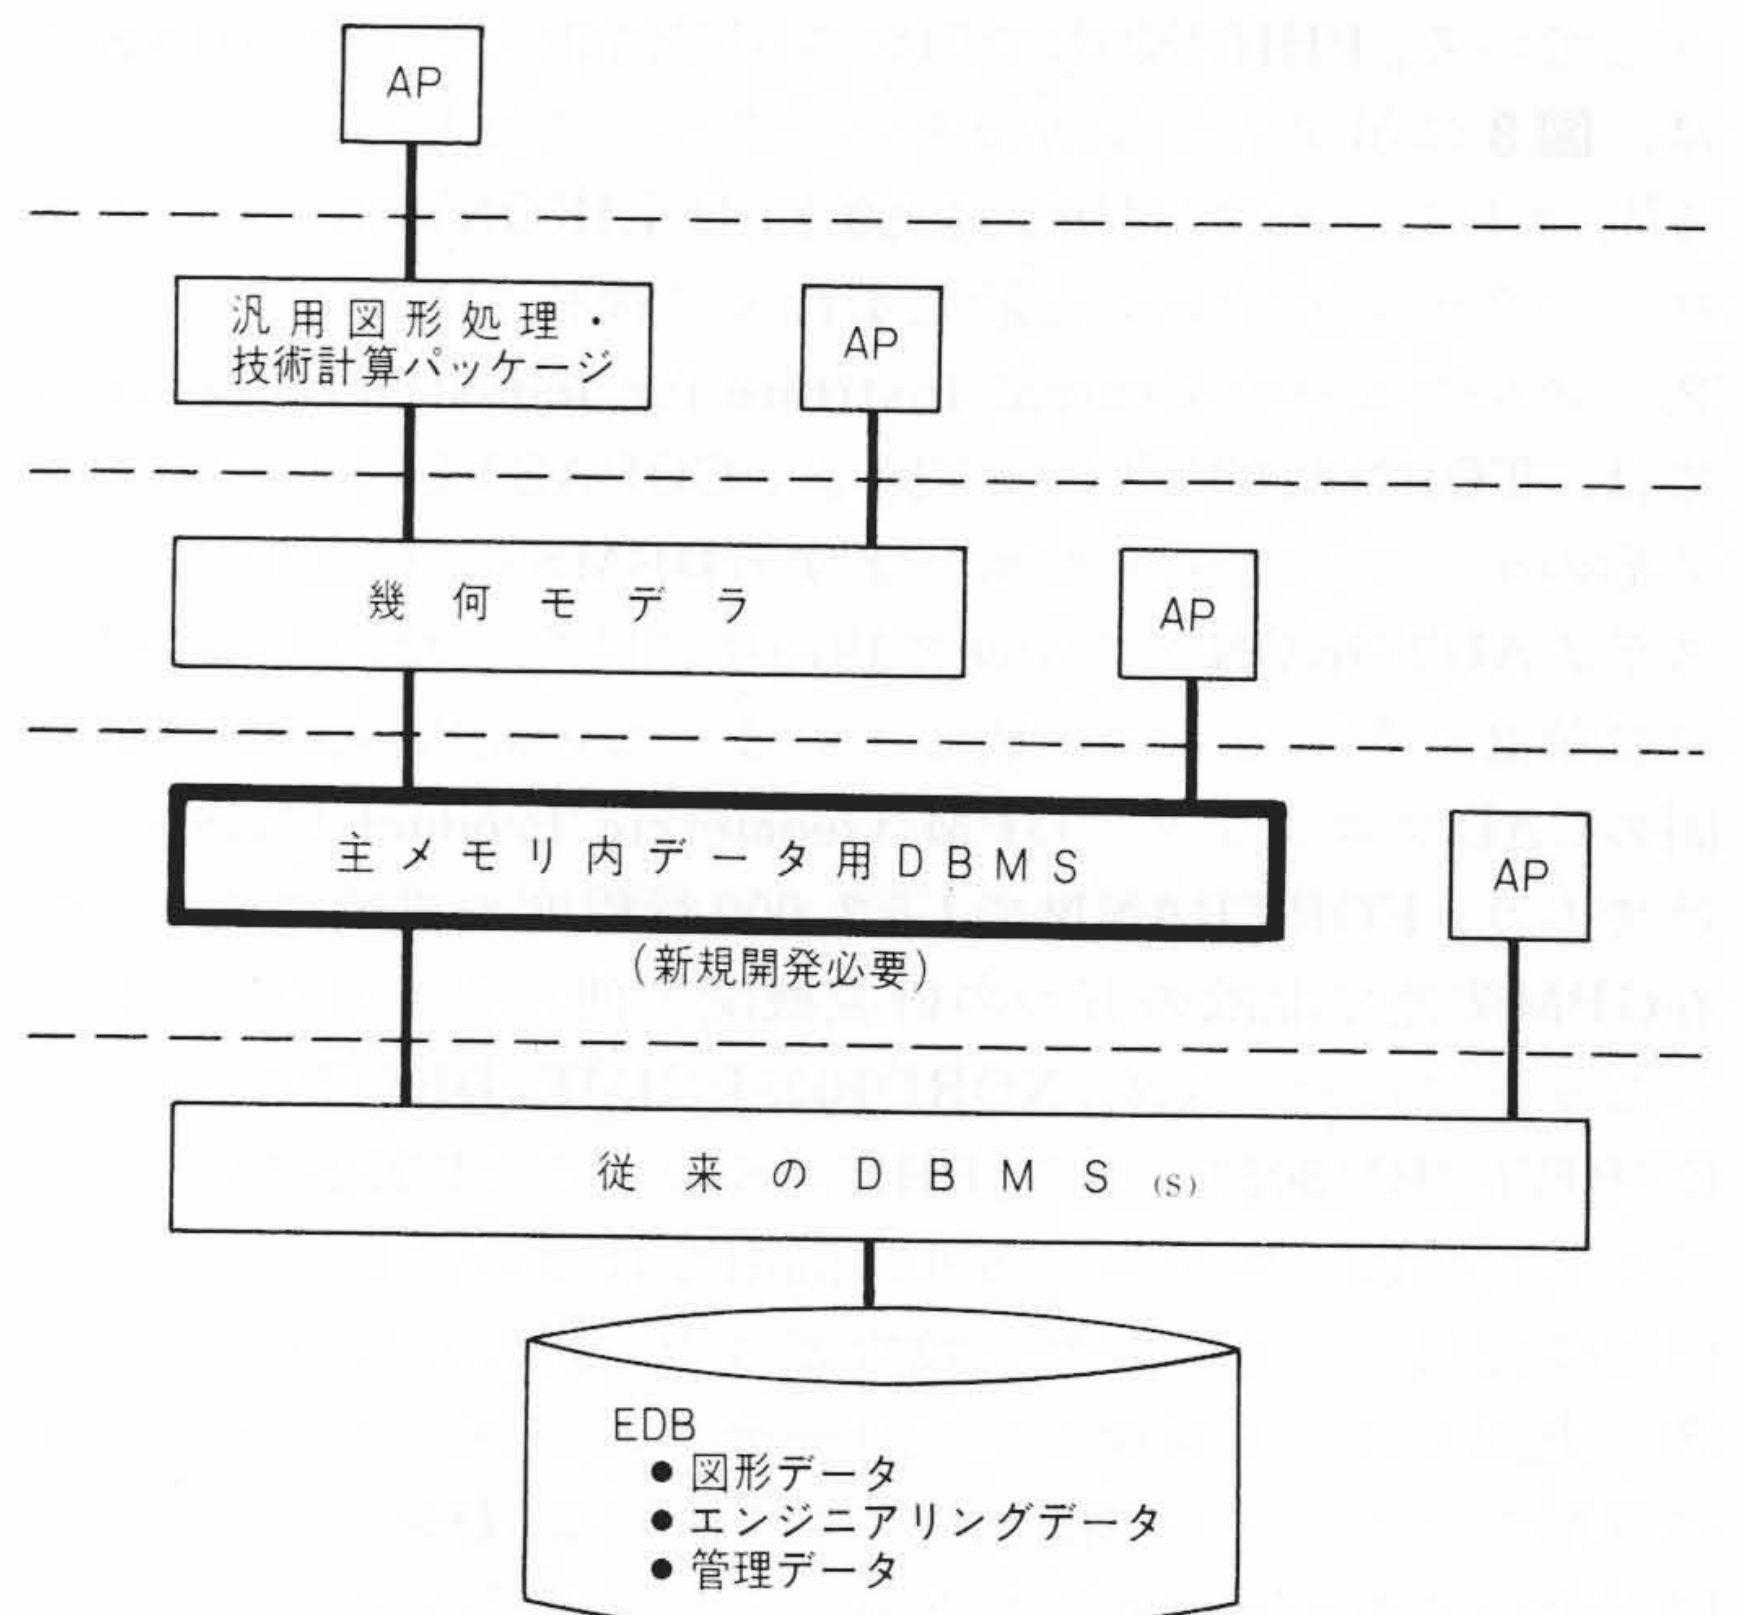 AP
汎用図形処理・
技術計算パッケージ
AP
幾何モデラ
AP
主メモリ内データ用DBMS
(新規開発必要)
AP
従来のDBMS(S)
EDB
●図形データ
●エンジニアリングデータ
●管理データ